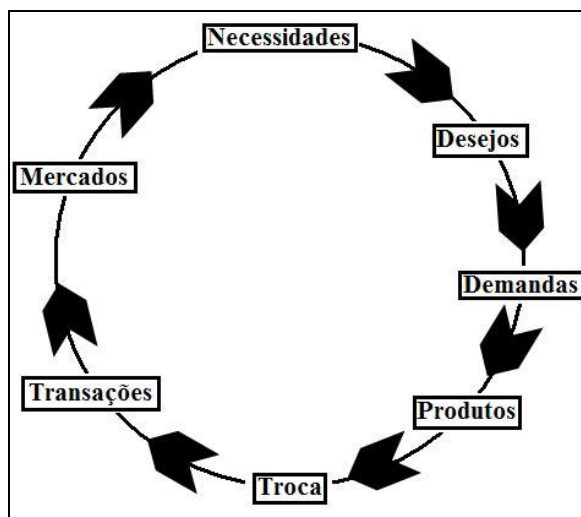 Necessidades
Desejos
Demandas
Produtos
Troca
Transações
Mercados